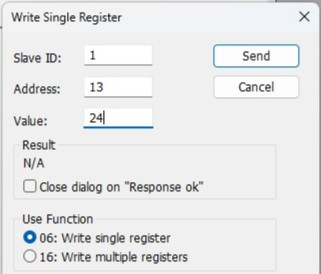 Write Single Register
Slave ID: 1
Send
Address: 13
Cancel
Value: 24
Result
N/A
Close dialog on "Response ok"
Use Function
06: Write single register
16: Write multiple registers